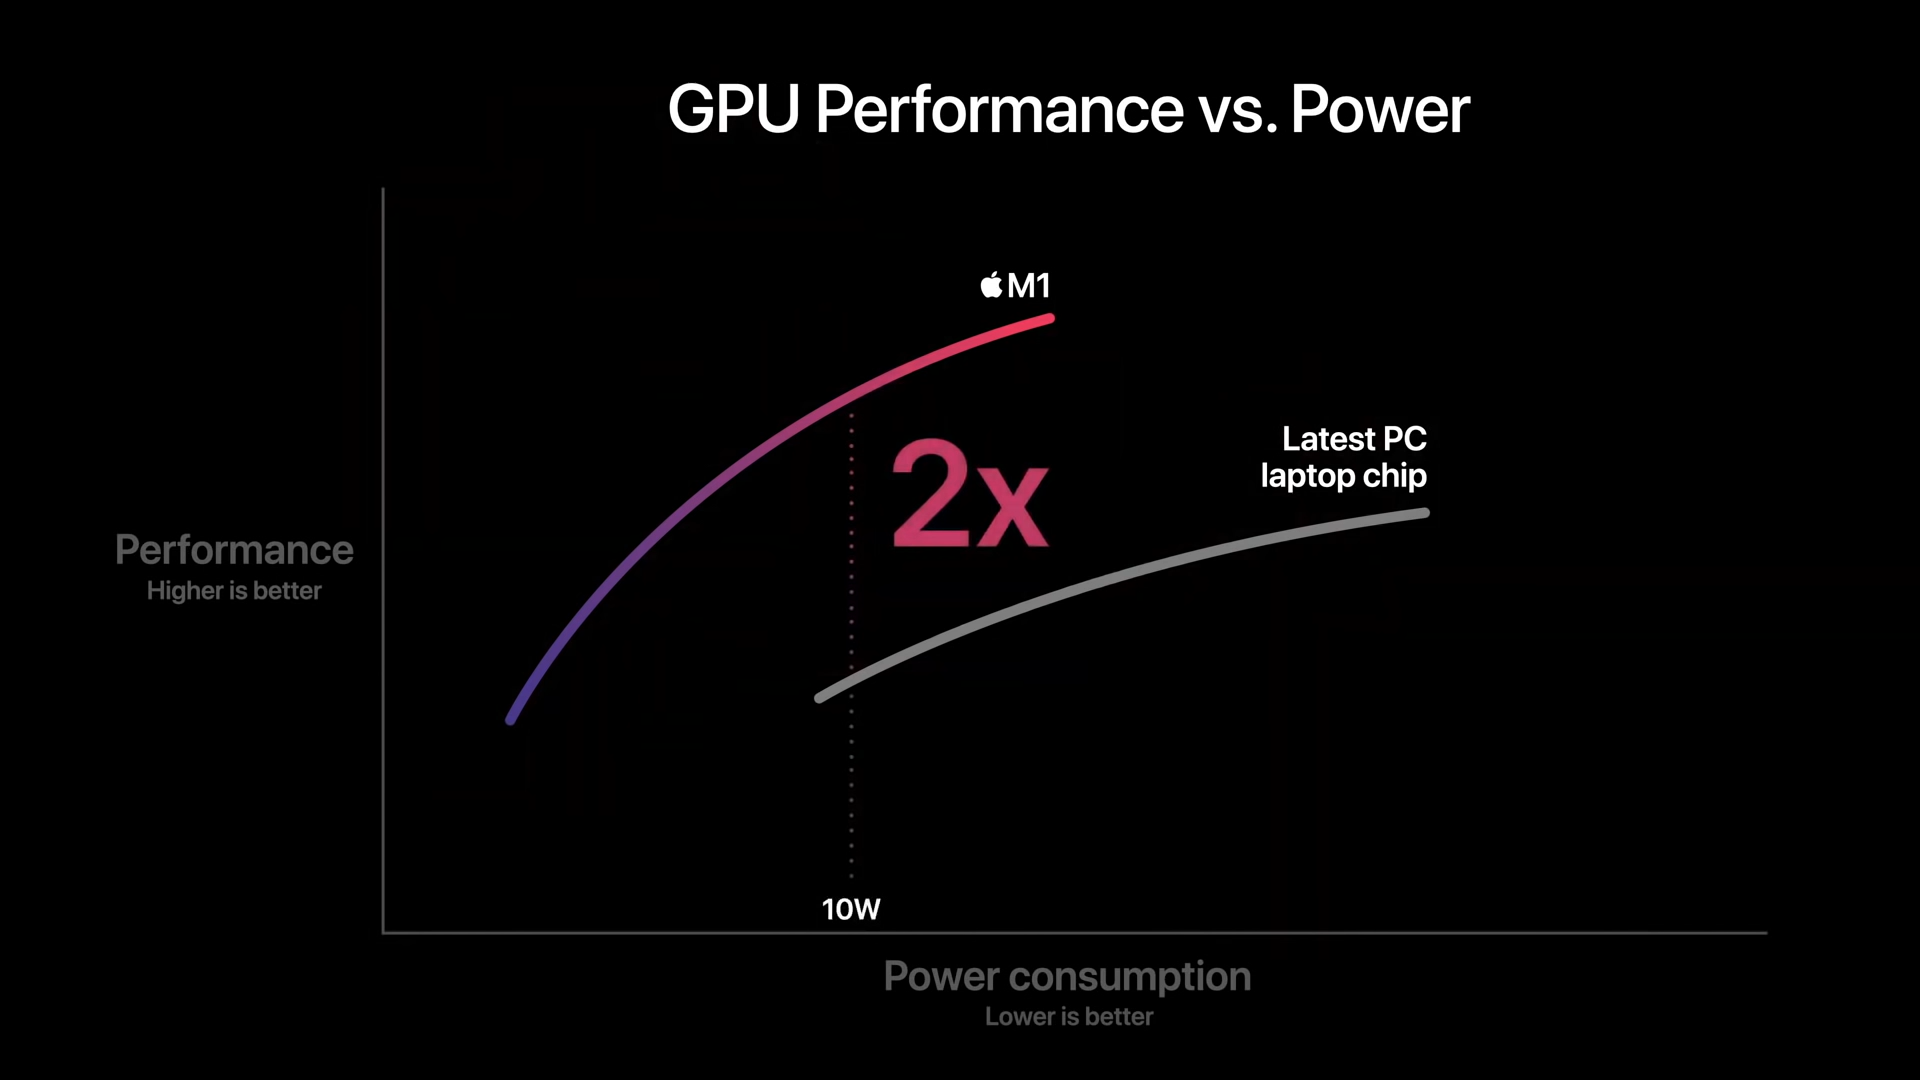 GPU Performance vs. Power
M1
Latest PC
laptop chip
2x
Performance
Higher is better
10W
Power consumption
Lower is better